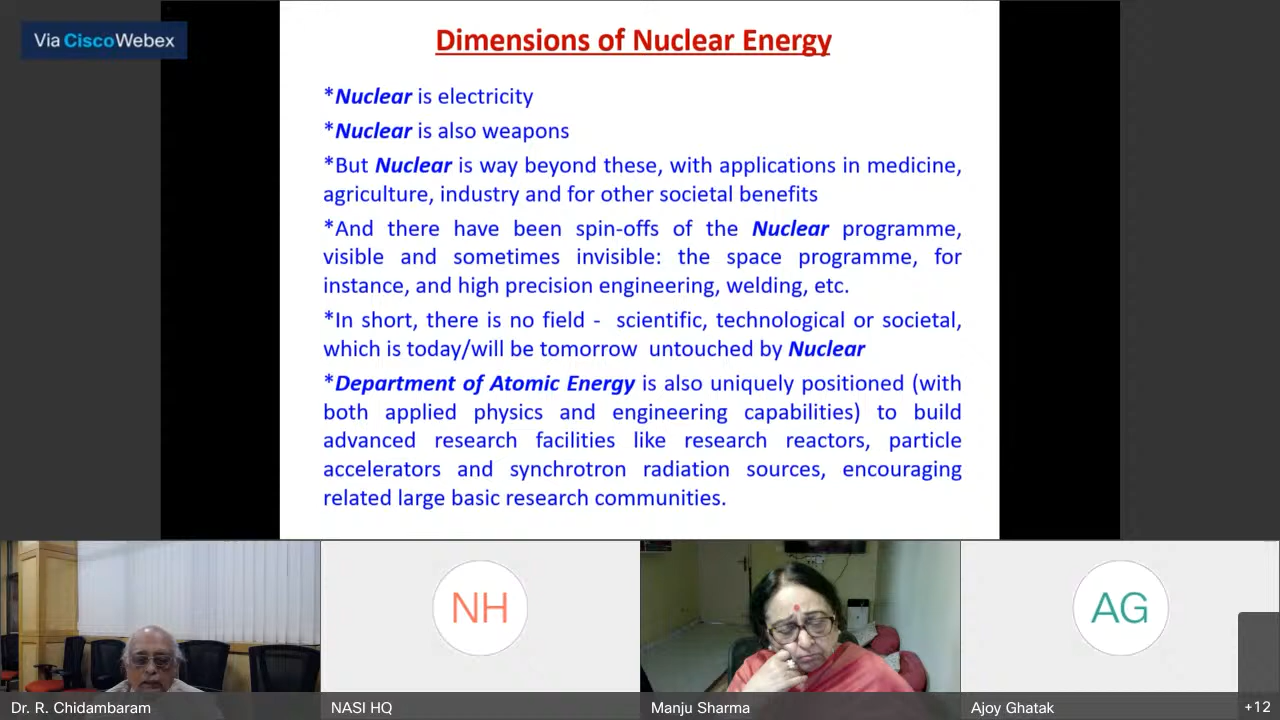 Via CiscoWebex
Dimensions of Nuclear Energy
*Nuclear is electricity
*Nuclear is also weapons
*But Nuclear is way beyond these, with applications in medicine,
agriculture, industry and for other societal benefits
*And there have been spin-offs of the Nuclear programme,
visible and sometimes invisible: the space programme, for
instance, and high precision engineering, welding, etc.
*In short, there is no field - scientific, technological or societal,
which is today/will be tomorrow untouched by Nuclear
*Department of Atomic Energy is also uniquely positioned (with
both applied physics and engineering capabilities) to build
advanced research facilities like research reactors, particle
accelerators and synchrotron radiation sources, encouraging
related large basic research communities.
NH
AG
Dr. R. Chidambaram
NASI HQ
Manju Sharma
Ajoy Ghatak
+12